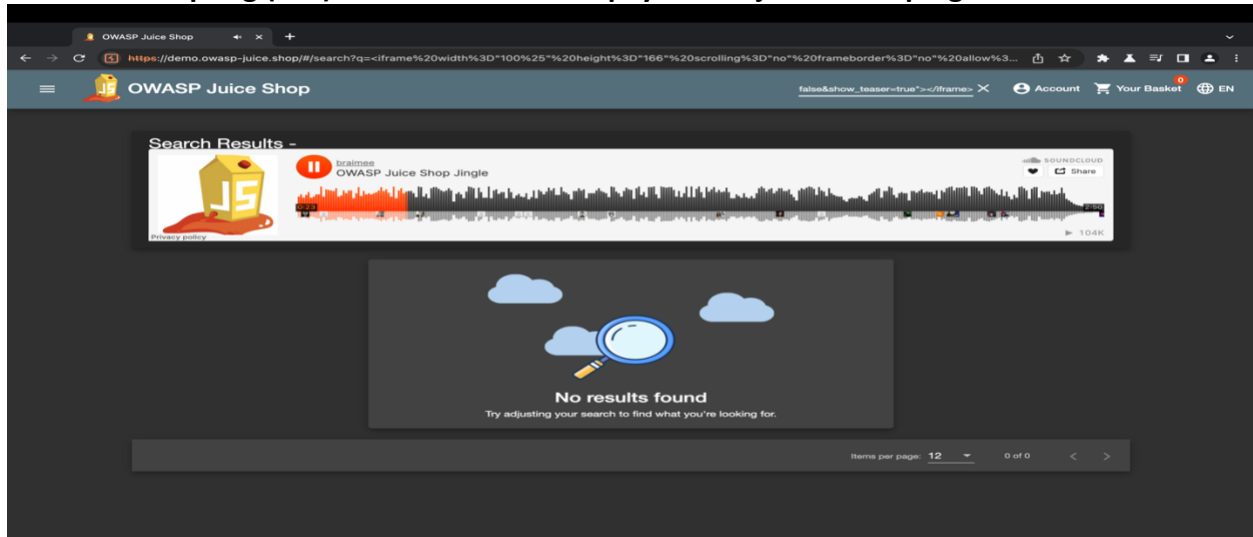 OWASP Juice Shop
https://demo.owasp-juice.shop/#/search?q=<iframe%20width%3D"100%25"%20height%3D"166"%20scrolling%3D"no"%20frameborder%3D"no"%20allow%3...
OWASP Juice Shop
false&show_teaser=true"></iframe>
Account
Your Basket
0
EN
Search Results -
braimee
OWASP Juice Shop Jingle
SOUNDCLOUD
Share
JS
0:23
2:50
Privacy policy
104K
No results found
Try adjusting your search to find what you're looking for.
Items per page: 12
0 of 0